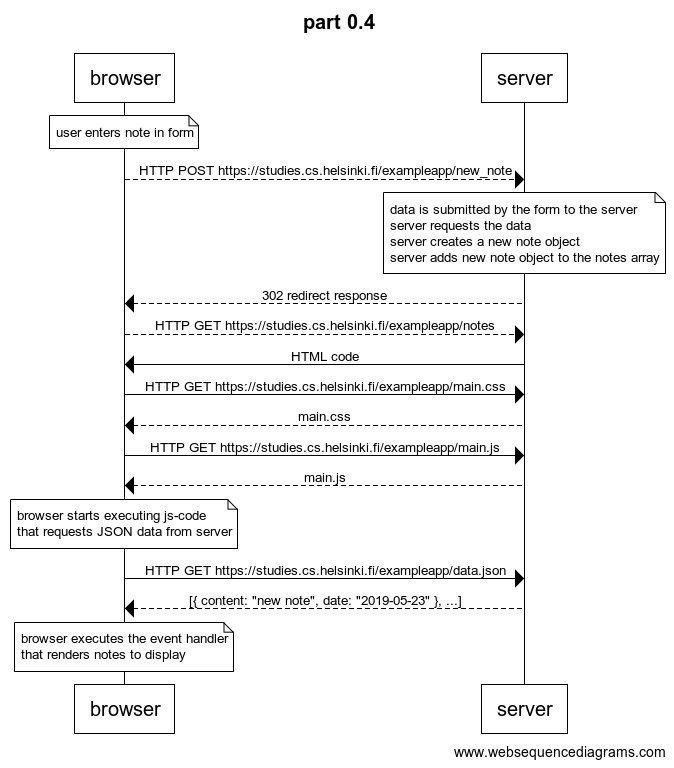 part 0.4
browser
server
user enters note in form
HTTP POST https://studies.cs.helsinki.fi/exampleapp/new_note
data is submitted by the form to the server
server requests the data
server creates a new note object
server adds new note object to the notes array
302 redirect response
HTTP GET https://studies.cs.helsinki.fi/exampleapp/notes
HTML code
HTTP GET https://studies.cs.helsinki.fi/exampleapp/main.css
main.css
HTTP GET https://studies.cs.helsinki.fi/exampleapp/main.js
main.js
browser starts executing js-code
that requests JSON data from server
HTTP GET https://studies.cs.helsinki.fi/exampleapp/data.json
[{ content: "new note", date: "2019-05-23" }, ...]
browser executes the event handler
that renders notes to display
browser
server
www.websequencediagrams.com